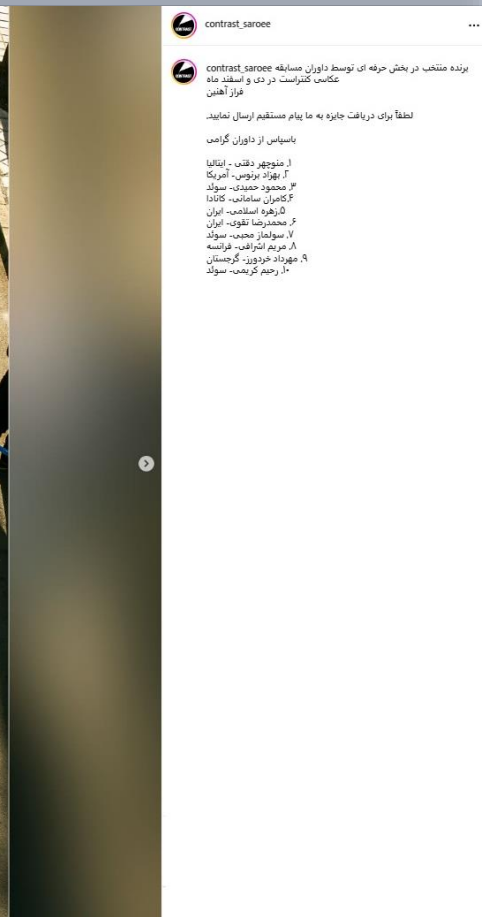 contrast_saroee
contrast_saroee برنده منتخب در بخش حرفه ای توسط داوران مسابقه
عکاسی کنتراست در دی و اسفند ماه
فراز آهنین
لطفاً برای دریافت جایزه به ما پیام مستقیم ارسال نمایید.
باسپاس از داوران گرامی
۱. منوچهر دقتی - ایتالیا
۲. بهزاد برنوس- آمریکا
۳. محمود حمیدی- سوئد
۴.کامران سامانی- کانادا
۵.زهره اسلامی- ایران
۶. محمدرضا تقوی- ایران
۷. سولماز محبی- سوئد
۸. مریم اشرافی- فرانسه
۹. مهرداد خردورز- گرجستان
۱۰. رحیم کریمی- سوئد